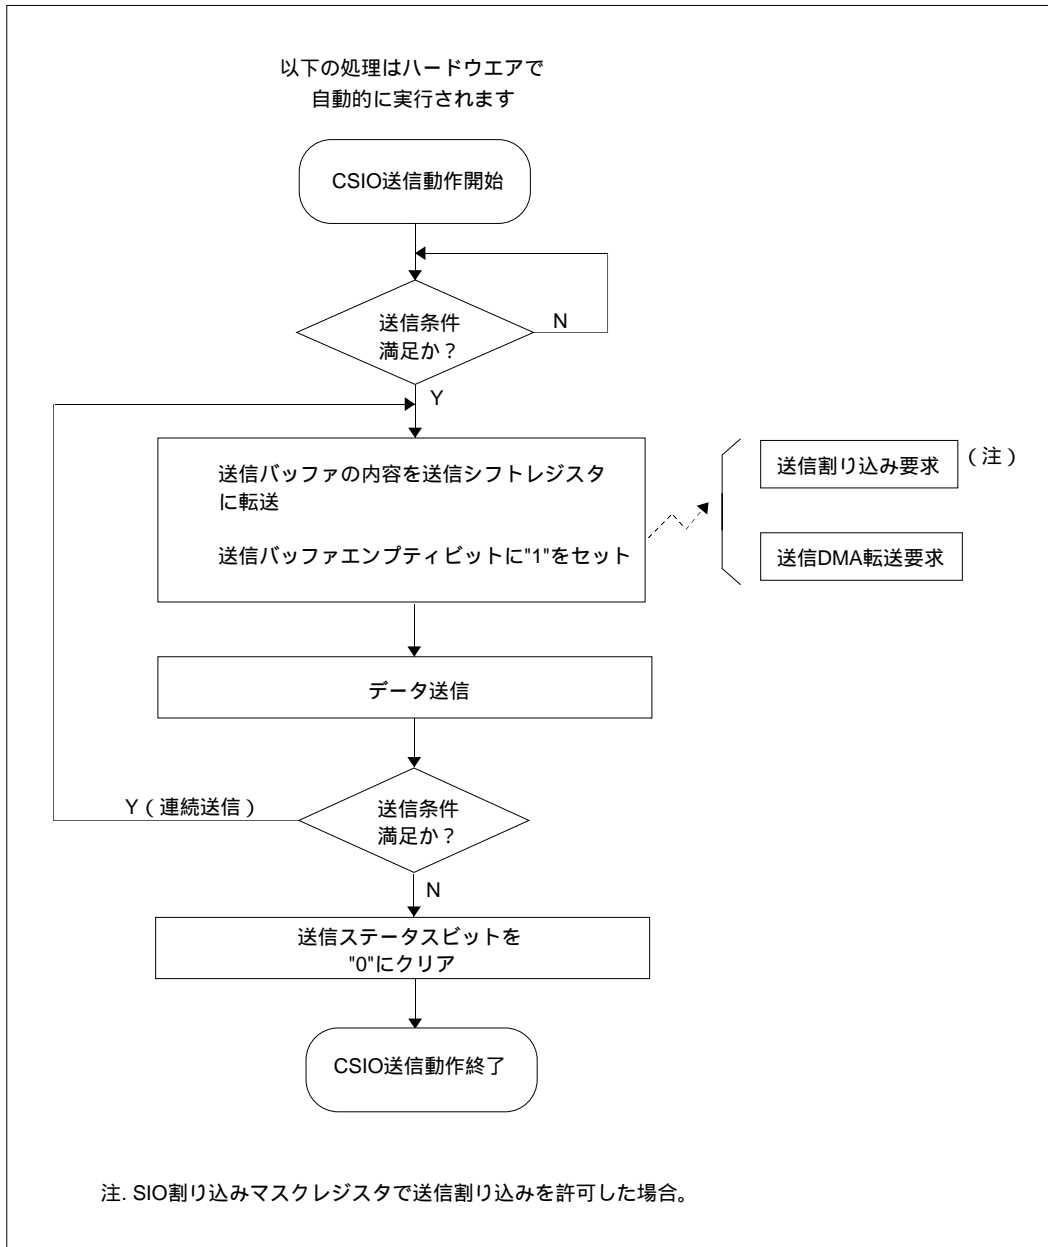 以下の処理はハードウエアで
自動的に実行されます
CSIO送信動作開始
送信条件
満足か？
N
Y
送信バッファの内容を送信シフトレジスタ
に転送
送信バッファエンプティビットに"1"をセット
送信割り込み要求
（注）
送信DMA転送要求
データ送信
送信条件
満足か？
Y（連続送信）
N
送信ステータスビットを
"0"にクリア
CSIO送信動作終了
注. SIO割り込みマスクレジスタで送信割り込みを許可した場合。